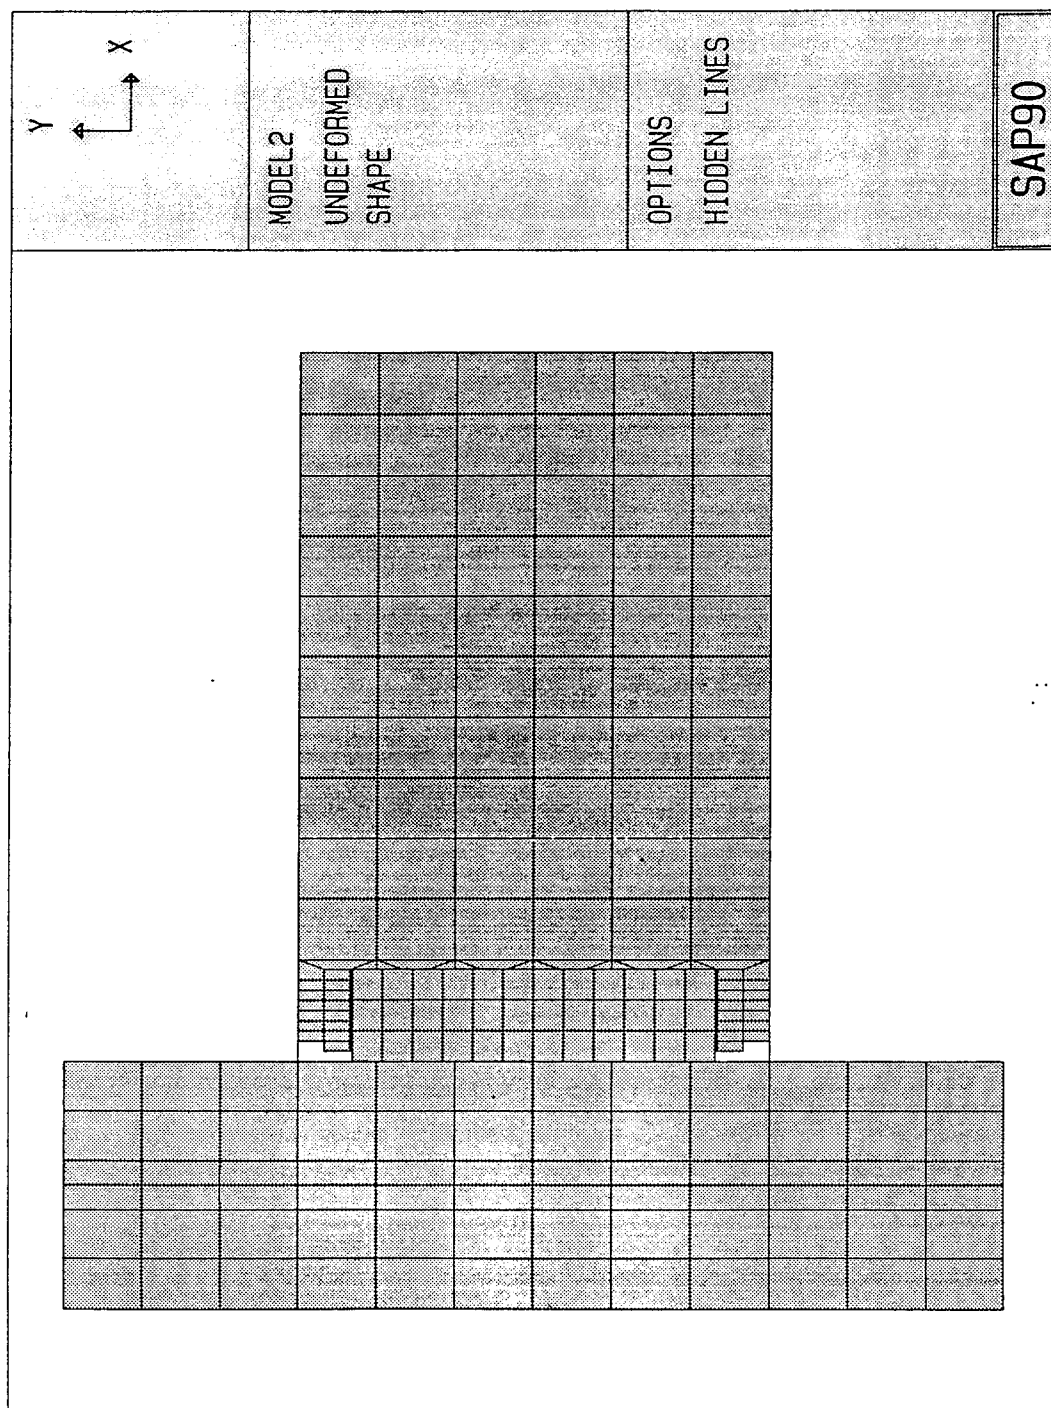 Y
X
MODEL2
UNDEFORMED
SHAPE
OPTIONS
HIDDEN LINES
SAP90